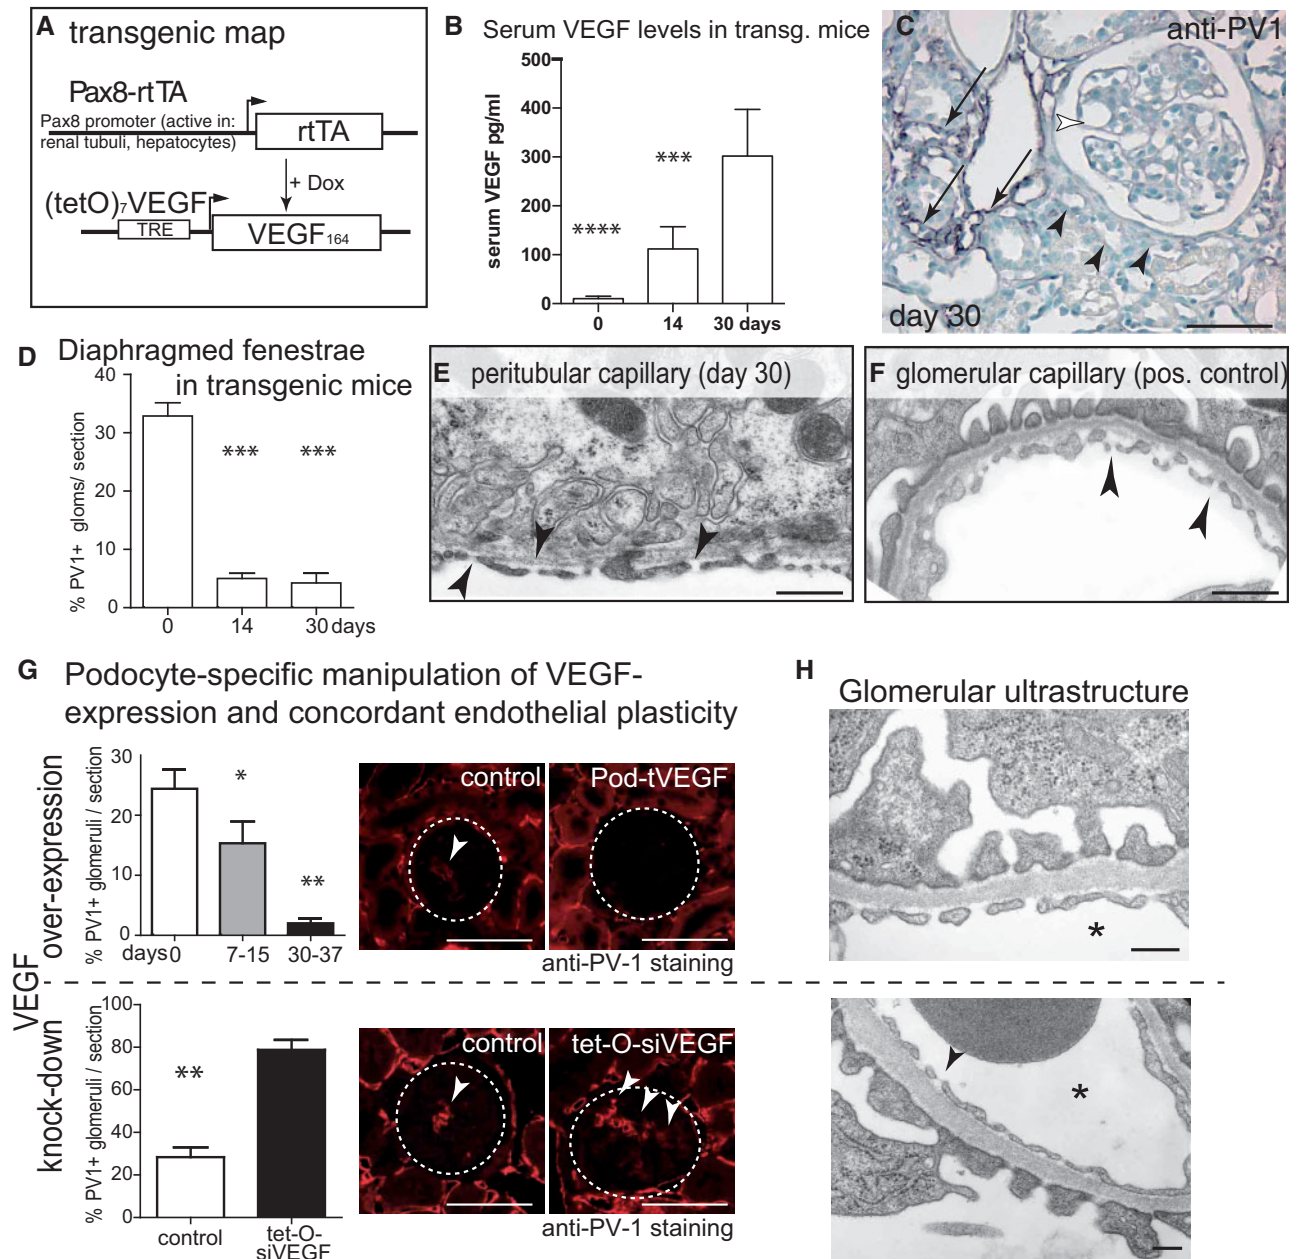 A transgenic map
Pax8-rtTA
Pax8 promoter (active in:
renal tubuli, hepatocytes)
rtTA
+ Dox
(tetO)₇VEGF
TRE
VEGF₁₆₄
B Serum VEGF levels in transg. mice
serum VEGF pg/ml
500
400
300
200
100
0
****
***
0 14 30 days
C anti-PV1
day 30
D Diaphragmed fenestrae
in transgenic mice
% PV1+ gloms/ section
40
30
20
10
0
*** ***
0 14 30 days
E peritubular capillary (day 30)
F glomerular capillary (pos. control)
G Podocyte-specific manipulation of VEGF-
expression and concordant endothelial plasticity
VEGF
over-expression
% PV1+ glomeruli / section
30
20
10
0
*
**
days 0 7-15 30-37
control
Pod-tVEGF
anti-PV-1 staining
knock-down
% PV1+ glomeruli / section
100
80
60
40
20
0
**
control
tet-O-
siVEGF
control
tet-O-siVEGF
anti-PV-1 staining
H Glomerular ultrastructure
*
*